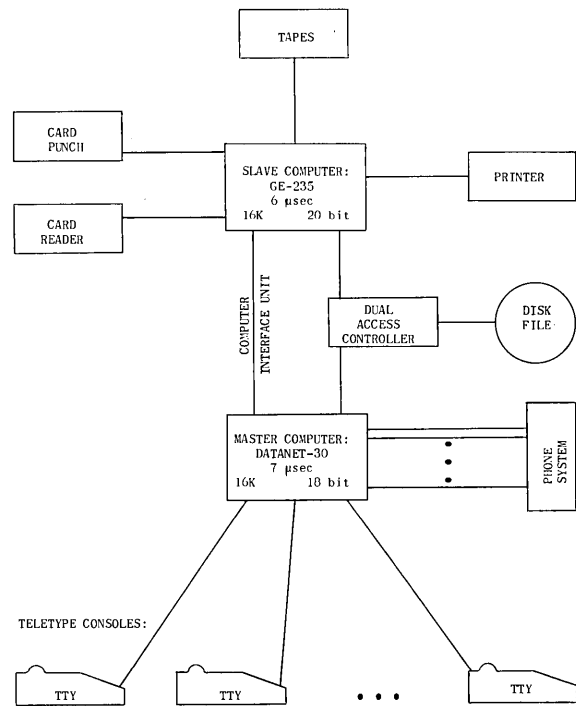 TAPES
CARD
PUNCH
SLAVE COMPUTER:
GE-235
6 μsec
16K 20 bit
PRINTER
CARD
READER
COMPUTER
INTERFACE UNIT
DUAL
ACCESS
CONTROLLER
DISK
FILE
MASTER COMPUTER:
DATANET-30
7 μsec
16K 18 bit
PHONE
SYSTEM
TELETYPE CONSOLES:
TTY
TTY
• • •
TTY